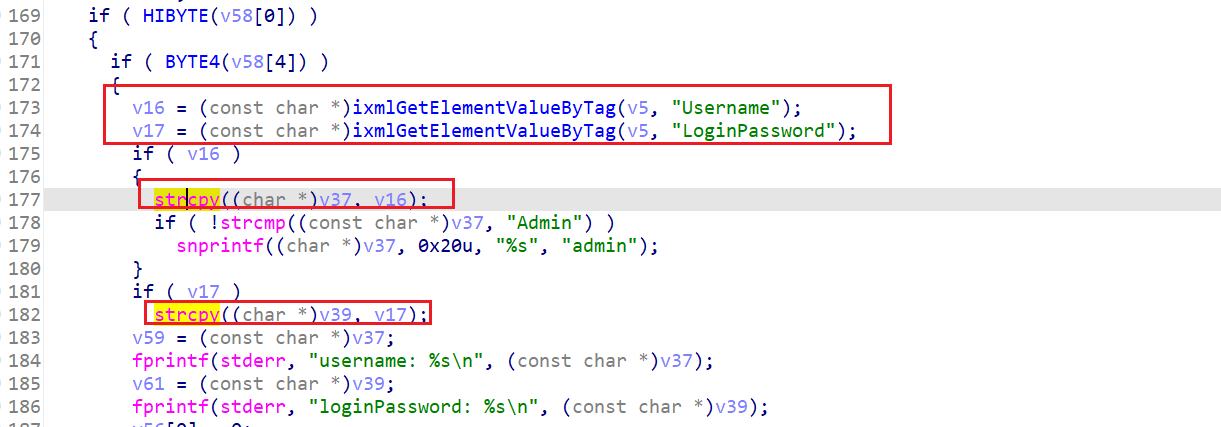 169 if ( HIBYTE(v58[0]) )
170 {
171 if ( BYTE4(v58[4]) )
172 {
173 v16 = (const char *)ixmlGetElementValueByTag(v5, "Username");
174 v17 = (const char *)ixmlGetElementValueByTag(v5, "LoginPassword");
175 if ( v16 )
176 {
177 strcpy((char *)v37, v16);
178 if ( !strcmp((const char *)v37, "Admin") )
179 snprintf((char *)v37, 0x20u, "%s", "admin");
180 }
181 if ( v17 )
182 strcpy((char *)v39, v17);
183 v59 = (const char *)v37;
184 fprintf(stderr, "username: %s\n", (const char *)v37);
185 v61 = (const char *)v39;
186 fprintf(stderr, "loginPassword: %s\n", (const char *)v39);